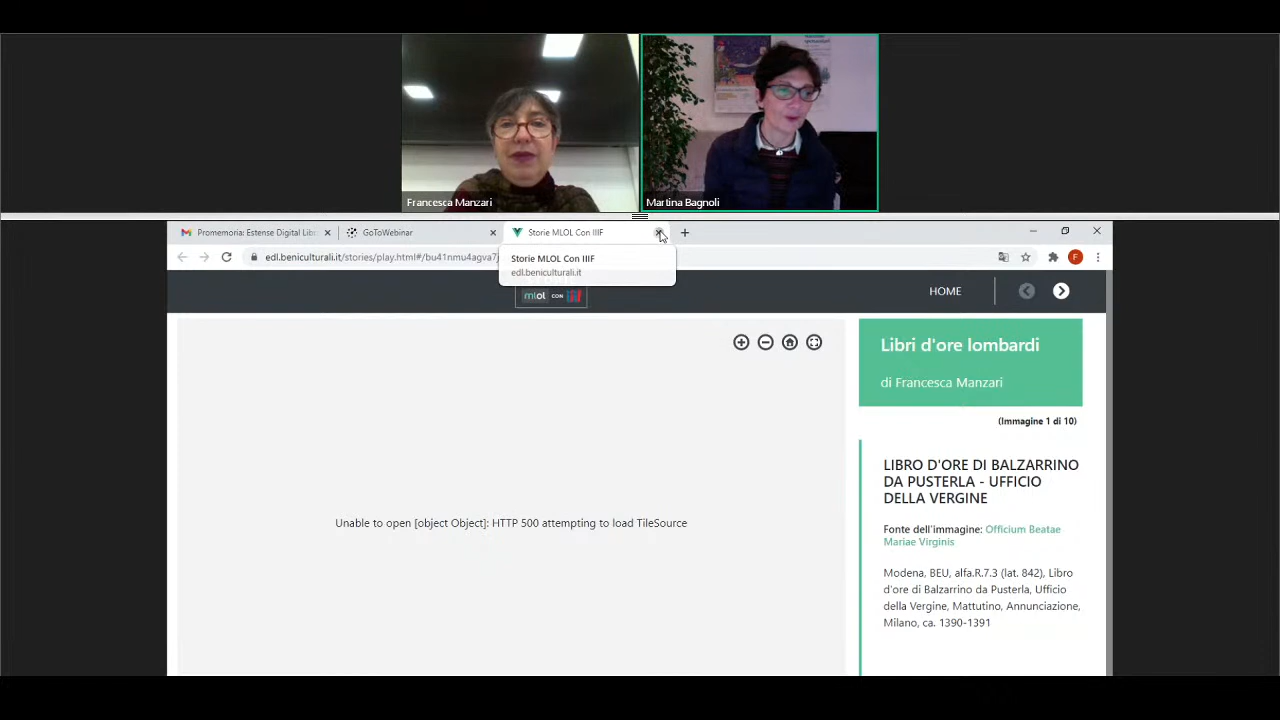 Francesca Manzari
Martina Bagnoli
Promemoria: Estense Digital Libr
GoToWebinar
Storie MLOL Con IIIF
edl.beniculturali.it/stories/play.html#/bu41nmu4agva7j
Storie MLOL Con IIIF
edl.beniculturali.it
F
mlol CON
HOME
Libri d'ore lombardi
di Francesca Manzari
(Immagine 1 di 10)
LIBRO D'ORE DI BALZARRINO
DA PUSTERLA - UFFICIO
DELLA VERGINE
Fonte dell'immagine: Officium Beatae
Mariae Virginis
Modena, BEU, alfa.R.7.3 (lat. 842), Libro
d'ore di Balzarrino da Pusterla, Ufficio
della Vergine, Mattutino, Annunciazione,
Milano, ca. 1390-1391
Unable to open [object Object]: HTTP 500 attempting to load TileSource